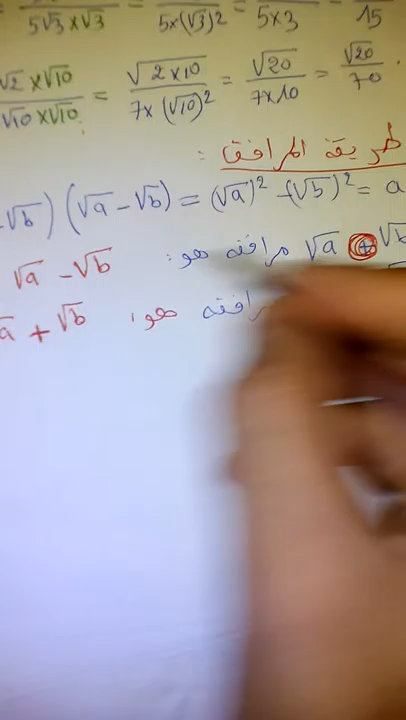 5√3 × √3   5×(√3)²   5×3   15
√2 × √10 / √10 × √10 = √2×10 / 7×(√10)² = √20 / 7×10 = √20 / 70 .
طريقة المرافق :
√b ) (√a − √b) = (√a)² − (√b)² = a
√a + √b مرافقه هو : √a − √b
مرافقه هو : √a + √b